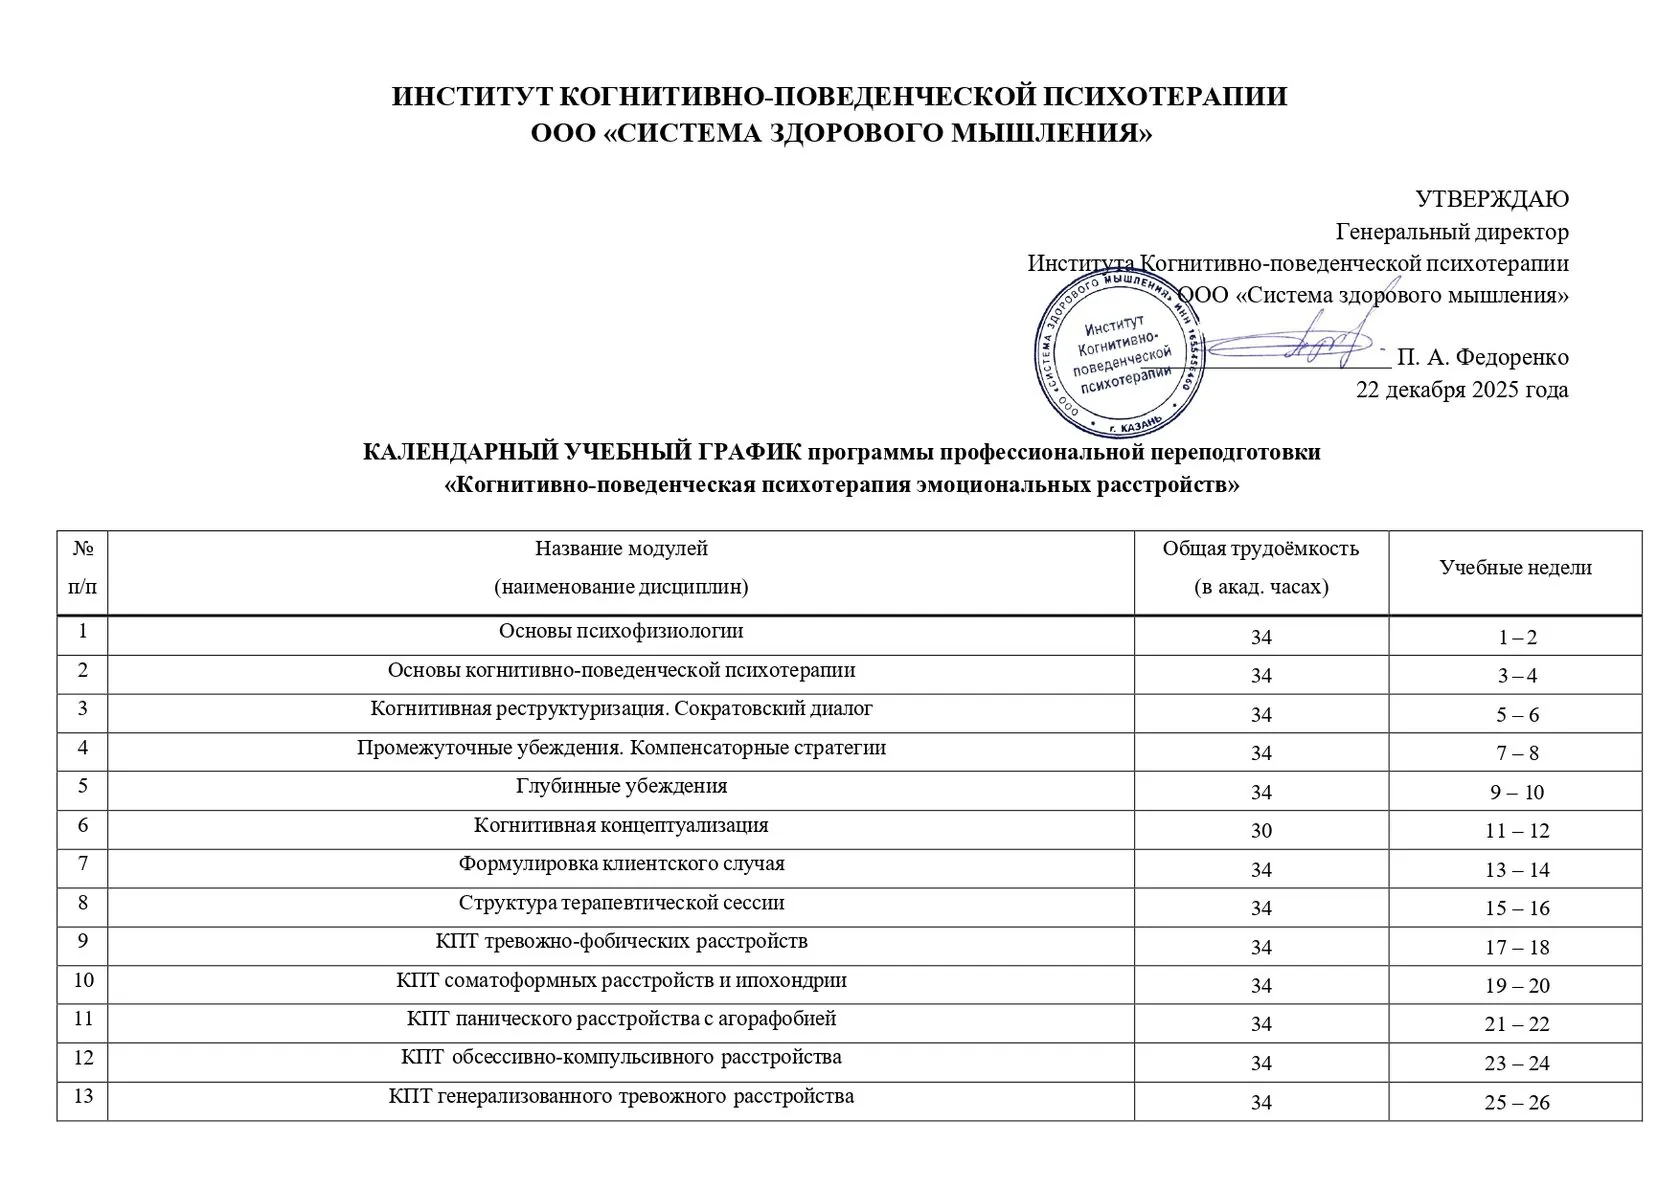 ИНСТИТУТ КОГНИТИВНО-ПОВЕДЕНЧЕСКОЙ ПСИХОТЕРАПИИ
ООО «СИСТЕМА ЗДОРОВОГО МЫШЛЕНИЯ»
УТВЕРЖДАЮ
Генеральный директор
Института Когнитивно-поведенческой психотерапии
ООО «Система здорового мышления»
П. А. Федоренко
22 декабря 2025 года
ООО «СИСТЕМА ЗДОРОВОГО МЫШЛЕНИЯ» ИНН 1655456460
г. КАЗАНЬ
Институт
Когнитивно-
поведенческой
психотерапии
КАЛЕНДАРНЫЙ УЧЕБНЫЙ ГРАФИК программы профессиональной переподготовки
«Когнитивно-поведенческая психотерапия эмоциональных расстройств»
№ п/п Название модулей (наименование дисциплин) Общая трудоёмкость (в акад. часах) Учебные недели
1 Основы психофизиологии 34 1 – 2
2 Основы когнитивно-поведенческой психотерапии 34 3 – 4
3 Когнитивная реструктуризация. Сократовский диалог 34 5 – 6
4 Промежуточные убеждения. Компенсаторные стратегии 34 7 – 8
5 Глубинные убеждения 34 9 – 10
6 Когнитивная концептуализация 30 11 – 12
7 Формулировка клиентского случая 34 13 – 14
8 Структура терапевтической сессии 34 15 – 16
9 КПТ тревожно-фобических расстройств 34 17 – 18
10 КПТ соматоформных расстройств и ипохондрии 34 19 – 20
11 КПТ панического расстройства с агорафобией 34 21 – 22
12 КПТ обсессивно-компульсивного расстройства 34 23 – 24
13 КПТ генерализованного тревожного расстройства 34 25 – 26